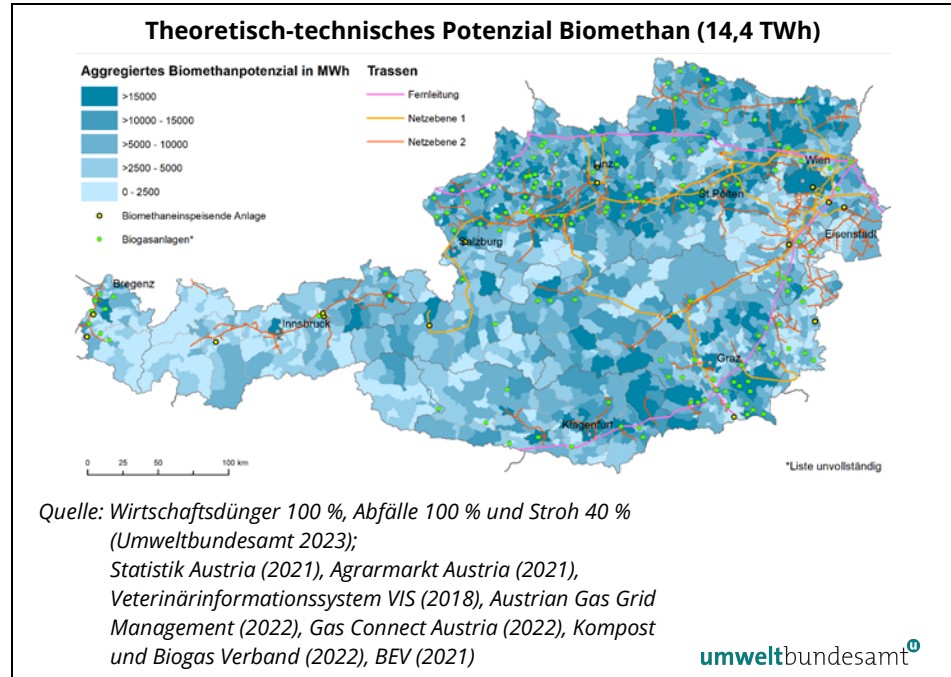 Theoretisch-technisches Potenzial Biomethan (14,4 TWh)
Aggregiertes Biomethanpotenzial in MWh
>15000
>10000 - 15000
>5000 - 10000
>2500 - 5000
0 - 2500
Biomethaneinspeisende Anlage
Biogasanlagen*
Trassen
Fernleitung
Netzebene 1
Netzebene 2
Linz
Wien
St.Pölten
Eisenstadt
Salzburg
Bregenz
Innsbruck
Graz
Klagenfurt
0 25 50 100 km
*Liste unvollständig
Quelle: Wirtschaftsdünger 100 %, Abfälle 100 % und Stroh 40 %
(Umweltbundesamt 2023);
Statistik Austria (2021), Agrarmarkt Austria (2021),
Veterinärinformationssystem VIS (2018), Austrian Gas Grid
Management (2022), Gas Connect Austria (2022), Kompost
und Biogas Verband (2022), BEV (2021)
umweltbundesamt u